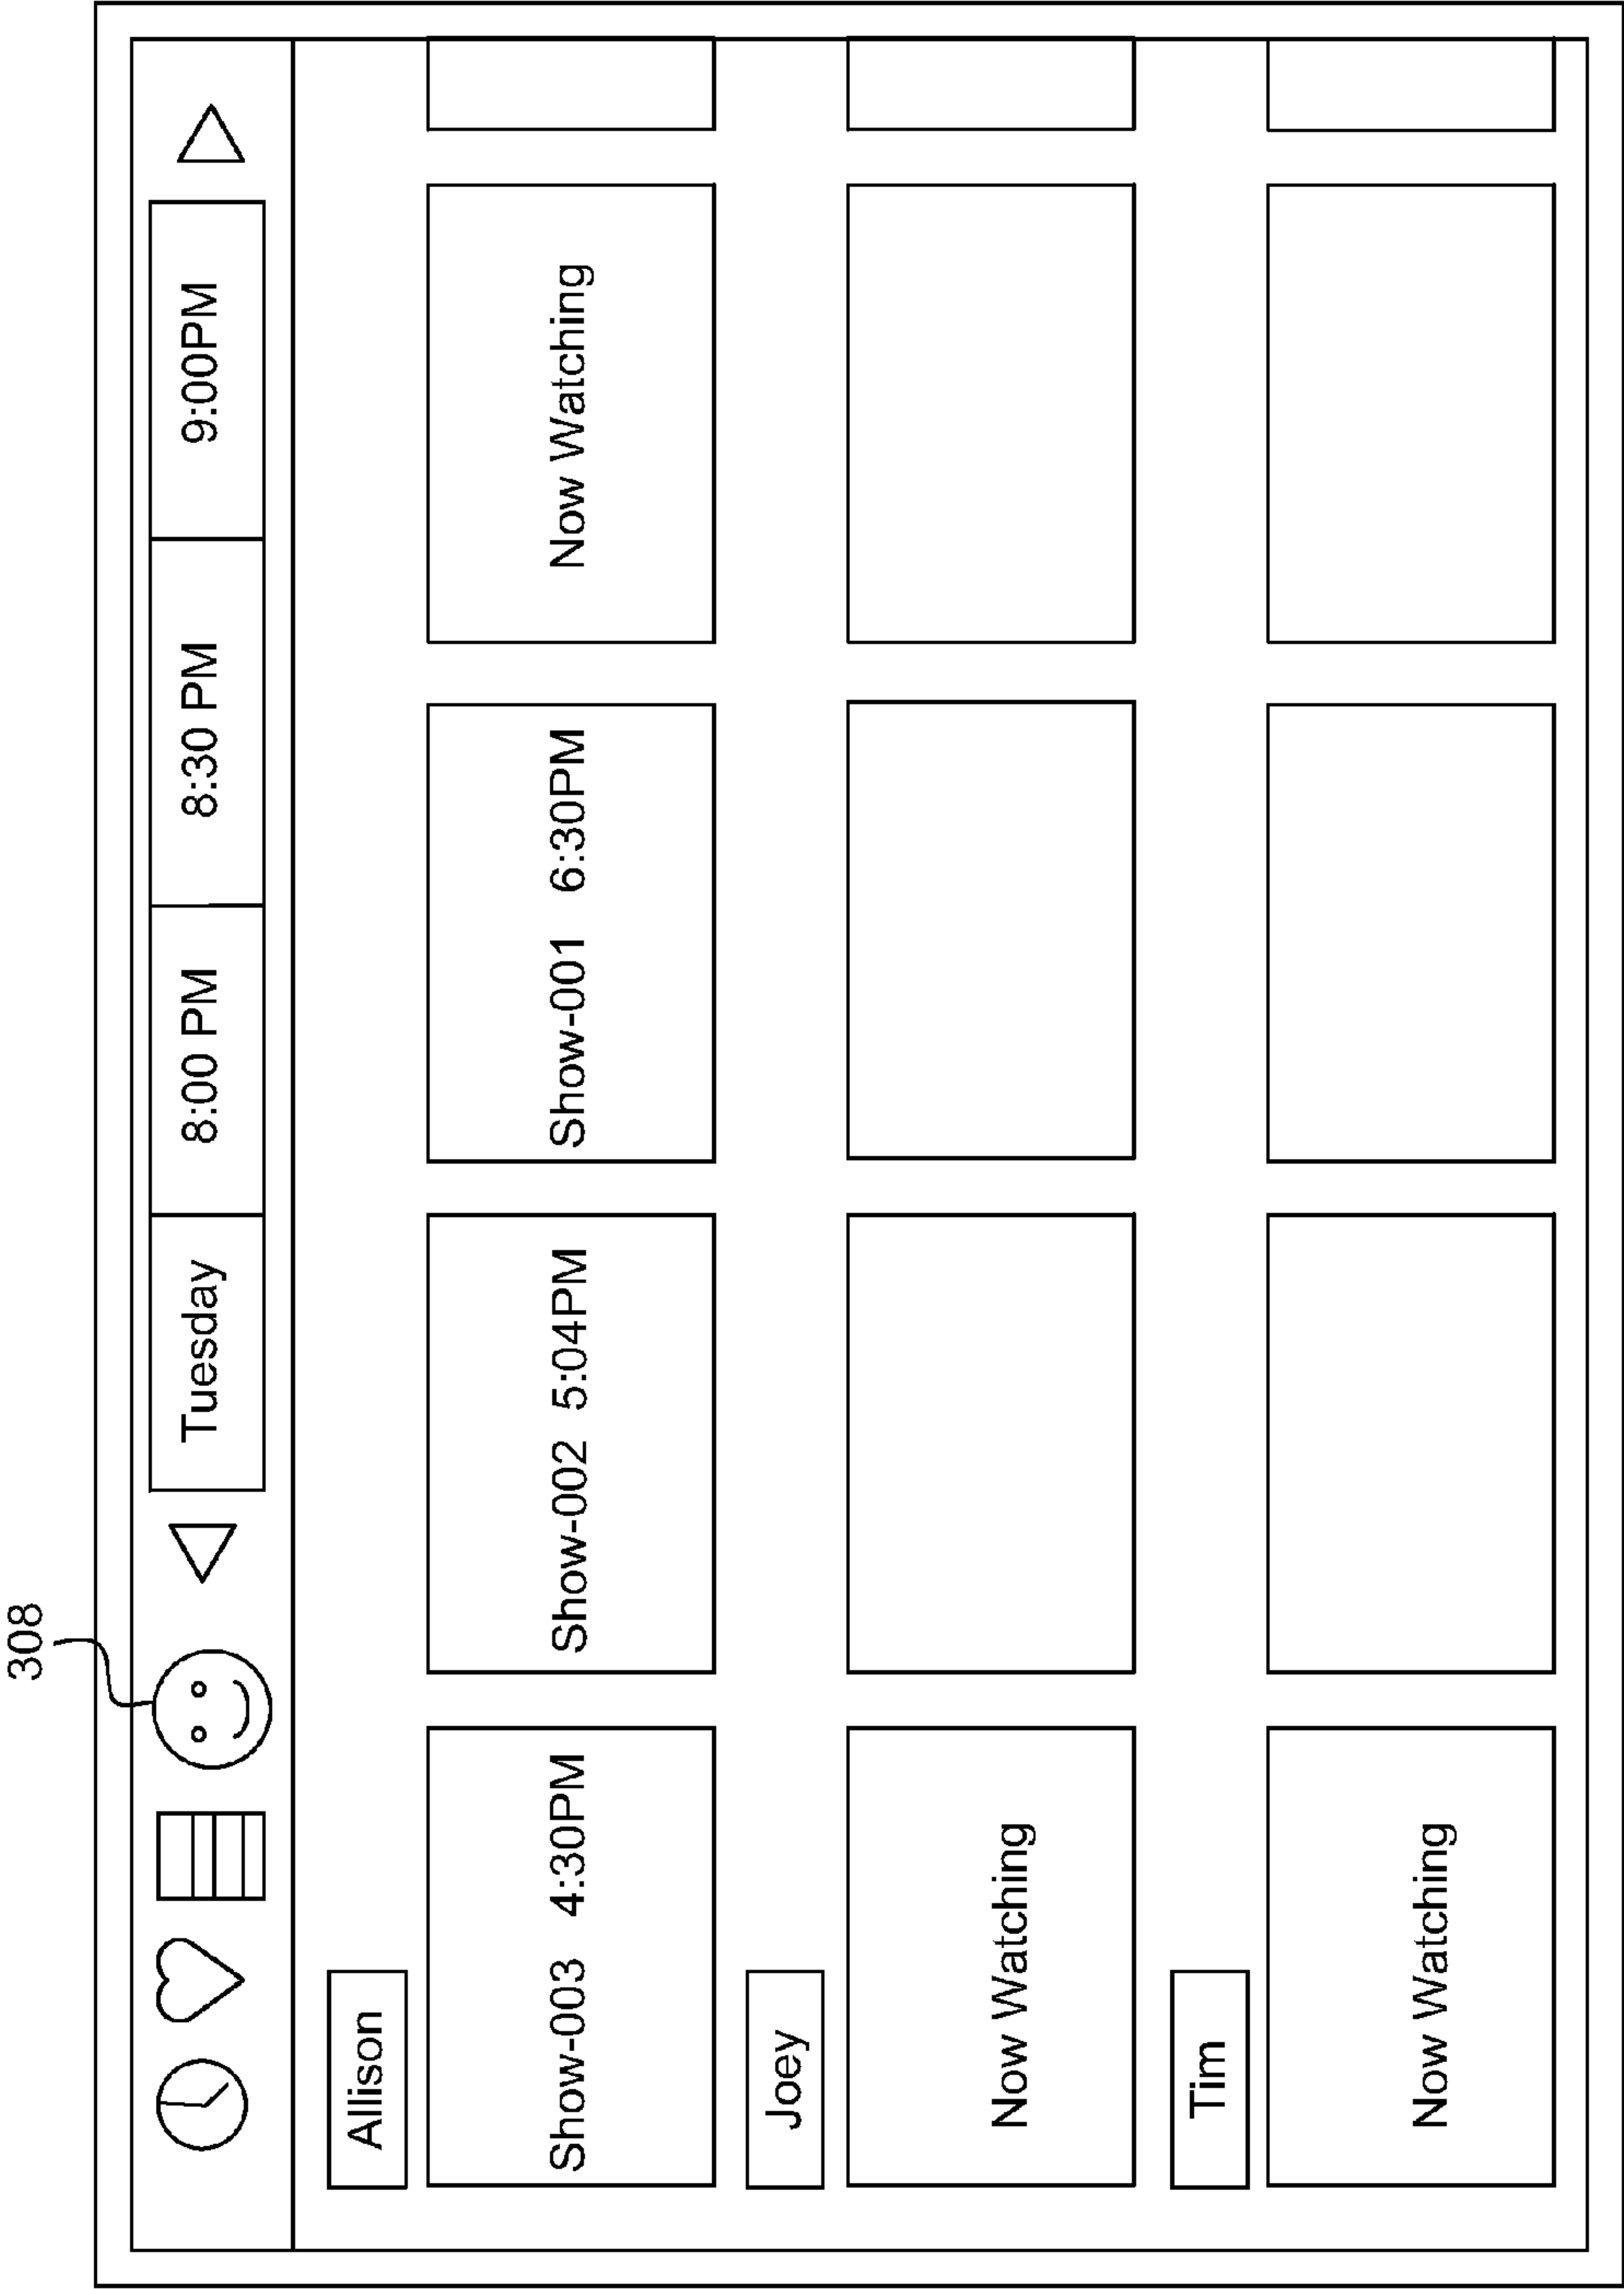 308
Tuesday 8:00 PM 8:30 PM 9:00PM
Allison
Show-003 4:30PM Show-002 5:04PM Show-001 6:30PM Now Watching
Joey
Now Watching
Tim
Now Watching